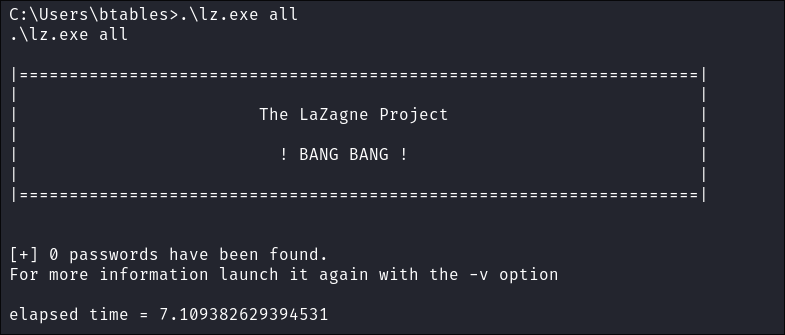 C:\Users\btables>.\lz.exe all
.\lz.exe all
|====================================================================|
|                                                                    |
|                        The LaZagne Project                         |
|                                                                    |
|                          ! BANG BANG !                             |
|                                                                    |
|====================================================================|
[+] 0 passwords have been found.
For more information launch it again with the -v option
elapsed time = 7.109382629394531